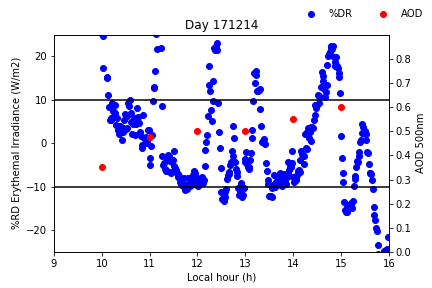 %DR AOD
Day 171214
%RD Erythermal Irradiance (W/m2)
20
10
0
−10
−20
0.8
0.7
0.6
0.5
0.4
0.3
0.2
0.1
0.0
AOD 500nm
9 10 11 12 13 14 15 16
Local hour (h)